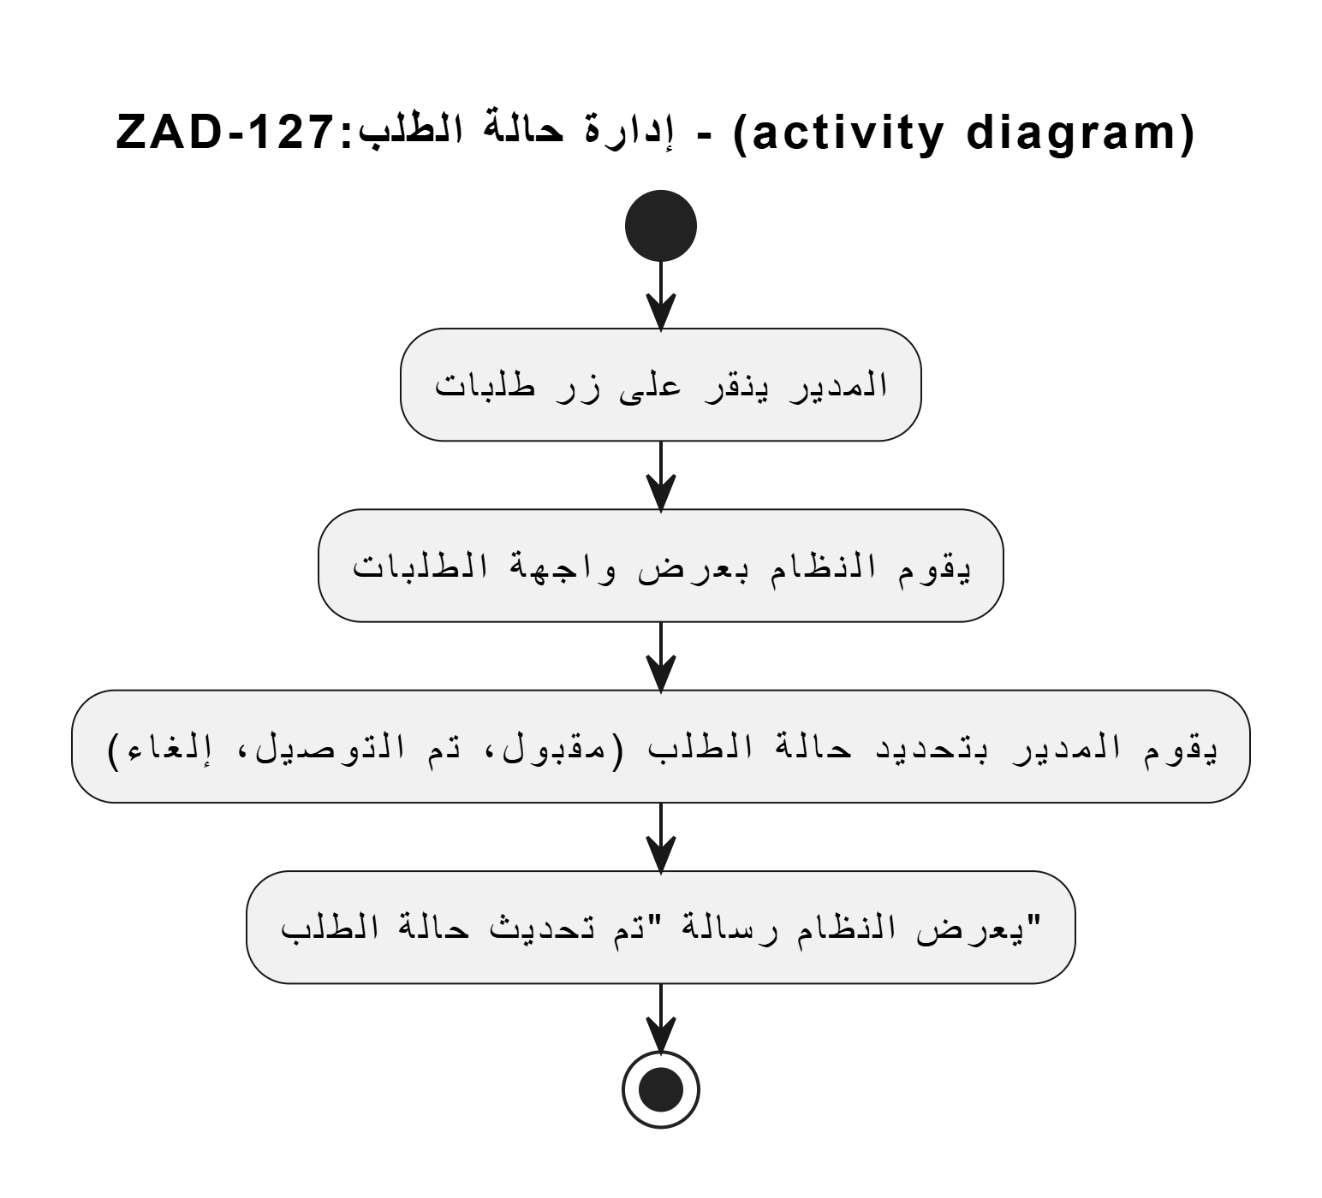 ZAD-127:إدارة حالة الطلب - (activity diagram)
المدير ينقر على زر طلبات
يقوم النظام بعرض واجهة الطلبات
يقوم المدير بتحديد حالة الطلب (مقبول، تم التوصيل، إلغاء)
يعرض النظام رسالة "تم تحديث حالة الطلب"